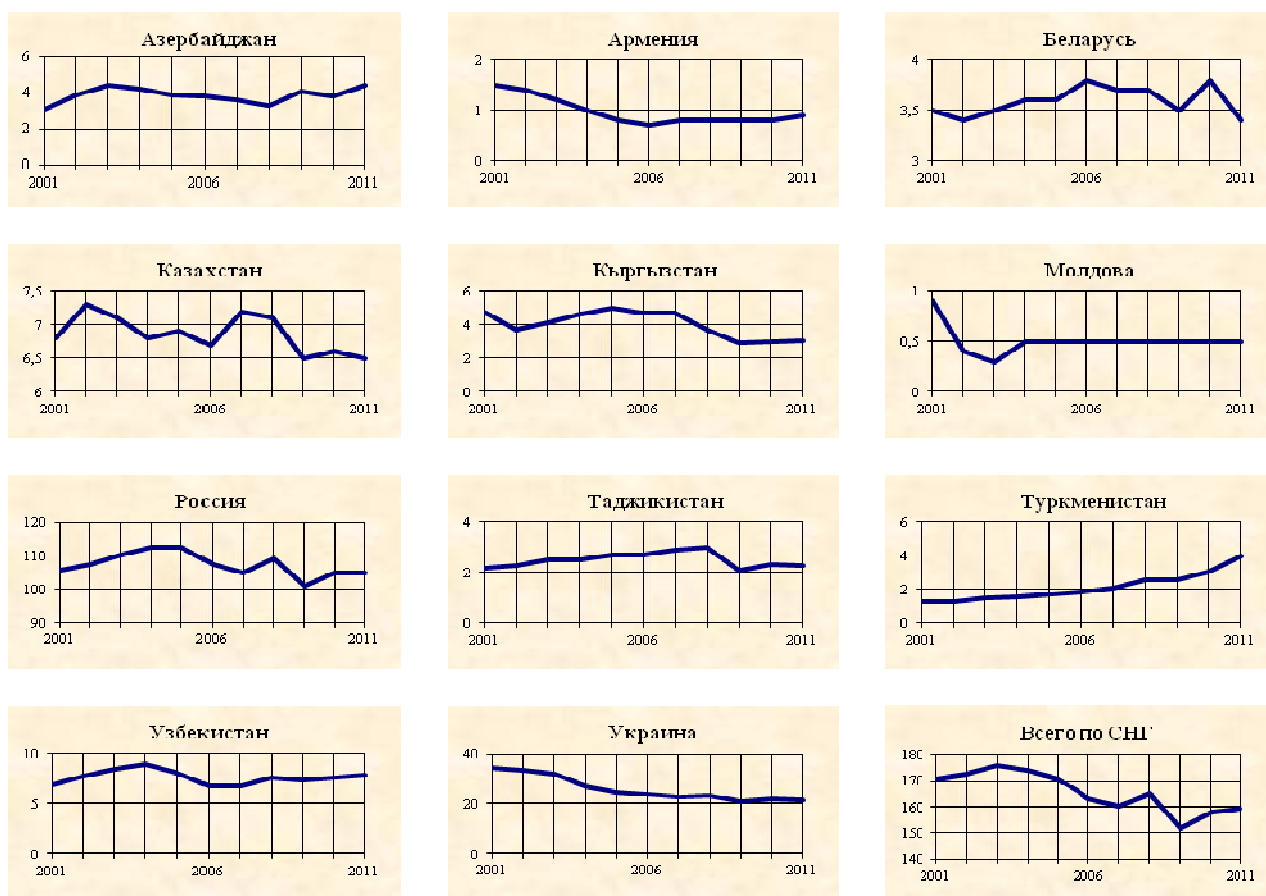 Азербайджан
6
4
2
0
2001 2006 2011
Армения
2
1
0
2001 2006 2011
Беларусь
4
3,5
3
2001 2006 2011
Казахстан
7,5
7
6,5
6
2001 2006 2011
Кыргызстан
6
4
2
0
2001 2006 2011
Молдова
1
0,5
0
2001 2006 2011
Россия
120
110
100
90
2001 2006 2011
Таджикистан
4
2
0
2001 2006 2011
Туркменистан
6
4
2
0
2001 2006 2011
Узбекистан
10
5
0
2001 2006 2011
Украина
40
20
0
2001 2006 2011
Всего по СНГ
180
170
160
150
140
2001 2006 2011